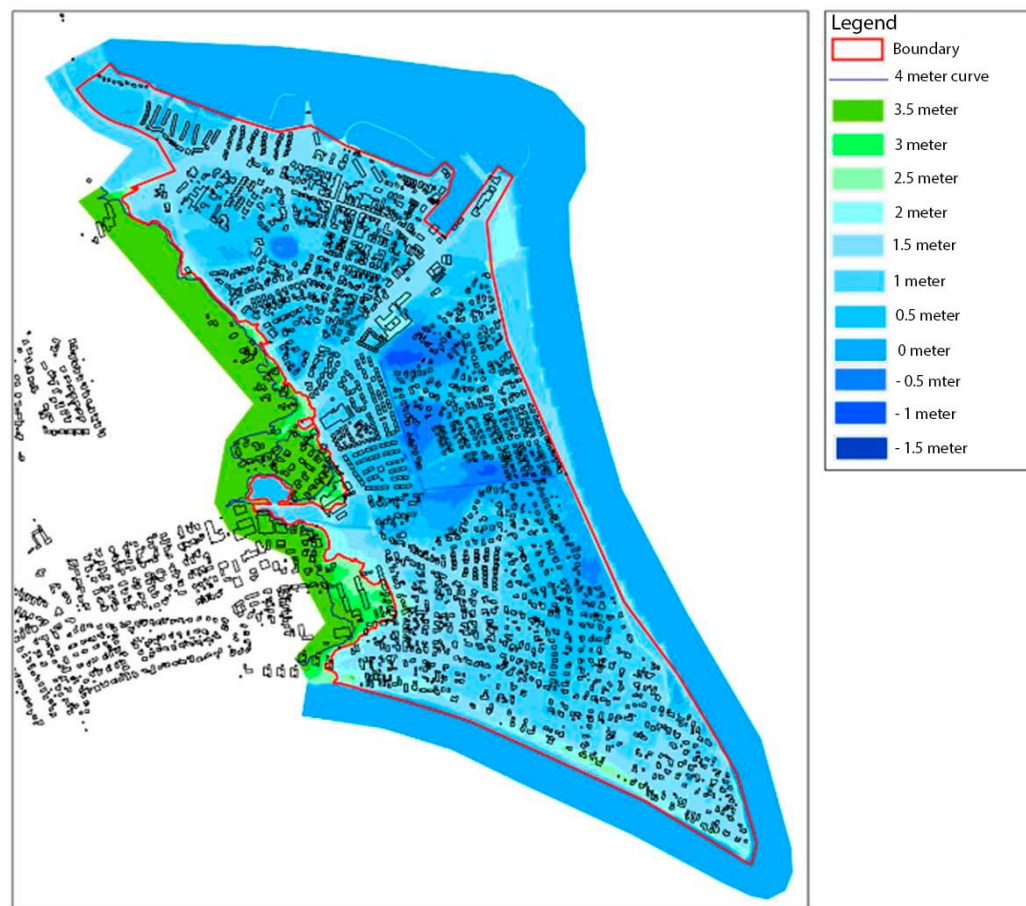 Legend
Boundary
4 meter curve
3.5 meter
3 meter
2.5 meter
2 meter
1.5 meter
1 meter
0.5 meter
0 meter
- 0.5 mter
- 1 meter
- 1.5 meter